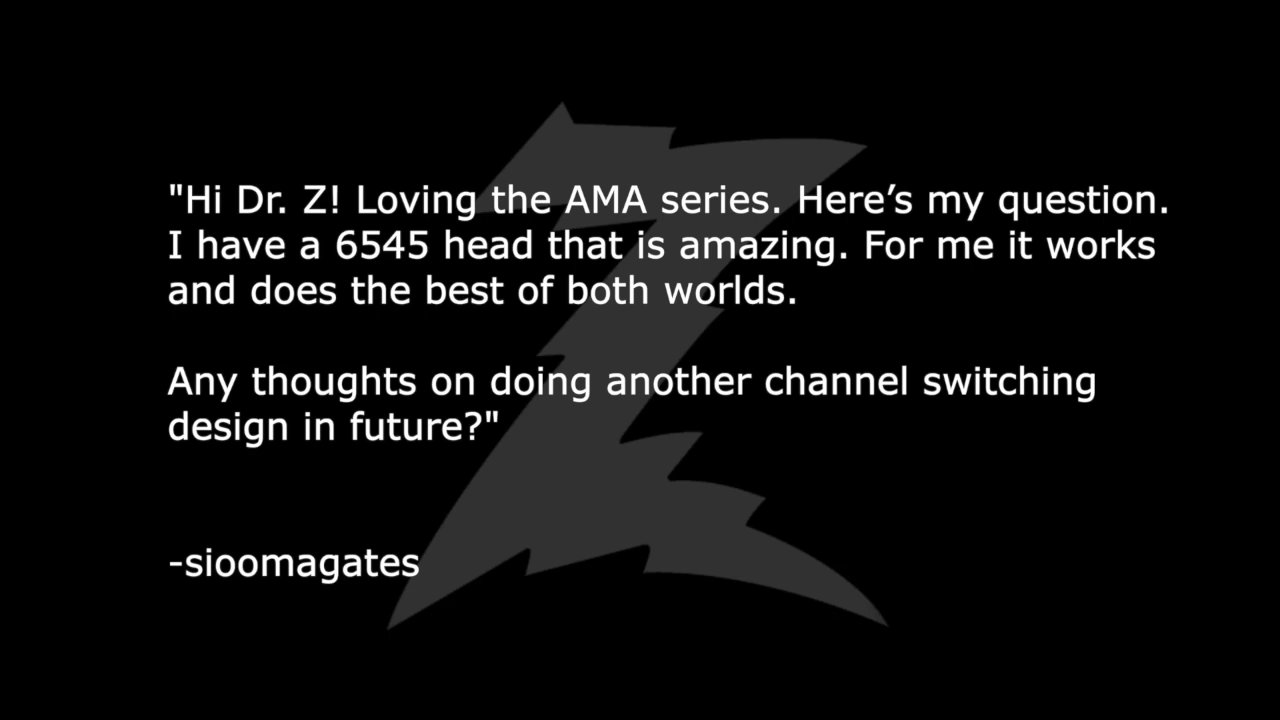 "Hi Dr. Z! Loving the AMA series. Here’s my question.
I have a 6545 head that is amazing. For me it works
and does the best of both worlds.
Any thoughts on doing another channel switching
design in future?"
-sioomagates